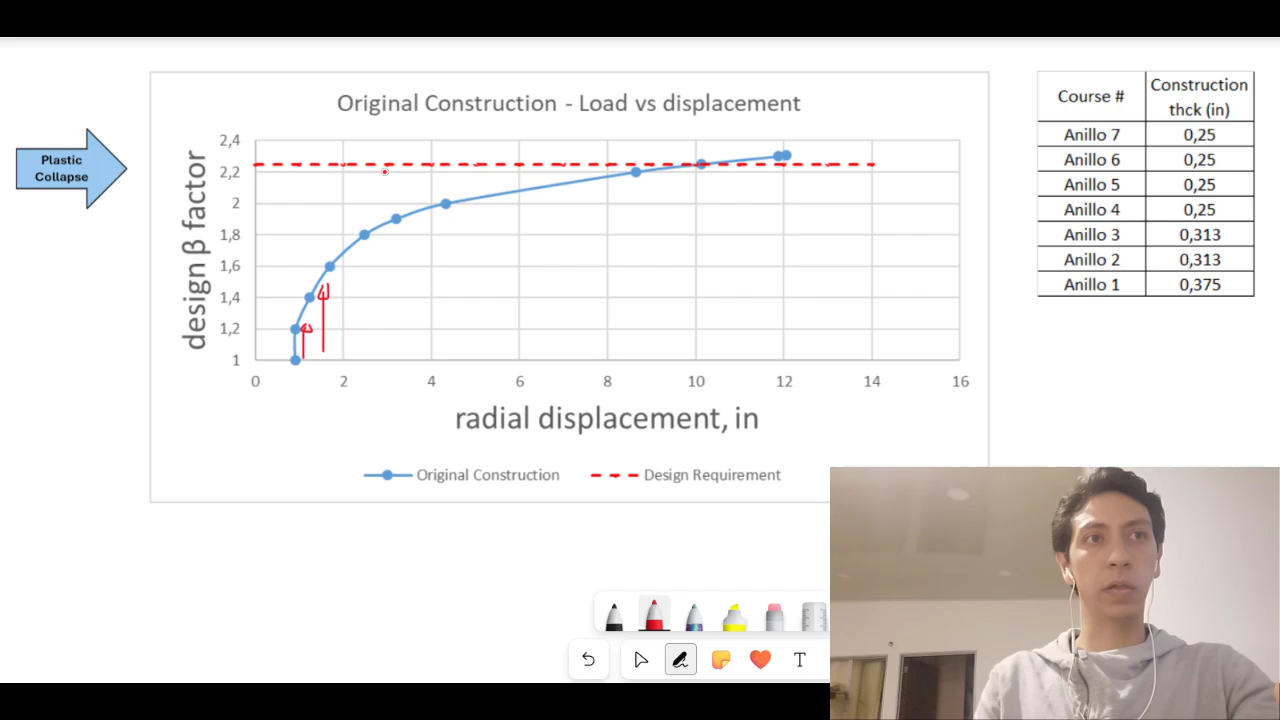 Plastic
Collapse
Original Construction - Load vs displacement
design β factor
2,4
2,2
2
1,8
1,6
1,4
1,2
1
0 2 4 6 8 10 12 14 16
radial displacement, in
Original Construction Design Requirement
Course # Construction thck (in)
Anillo 7 0,25
Anillo 6 0,25
Anillo 5 0,25
Anillo 4 0,25
Anillo 3 0,313
Anillo 2 0,313
Anillo 1 0,375
T